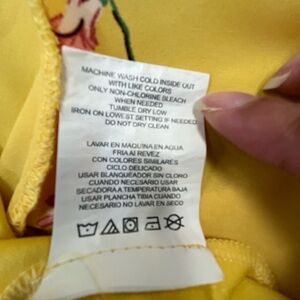 MACHINE WASH COLD INSIDE OUT
WITH LIKE COLORS
ONLY NON-CHLORINE BLEACH
WHEN NEEDED
TUMBLE DRY LOW
IRON ON LOWEST SETTING IF NEEDED
DO NOT DRY CLEAN
LAVAR EN MAQUINA EN AGUA
FRIA AL REVEZ
CON COLORES SIMILARES
CICLO DELICADO
USAR BLANQUEADOR SIN CLORO
CUANDO NECESARIO USAR
SECADORA A TEMPERATURA BAJA
USAR PLANCHA TIBIA CUANDO
NECESARIO NO LAVAR EN SECO